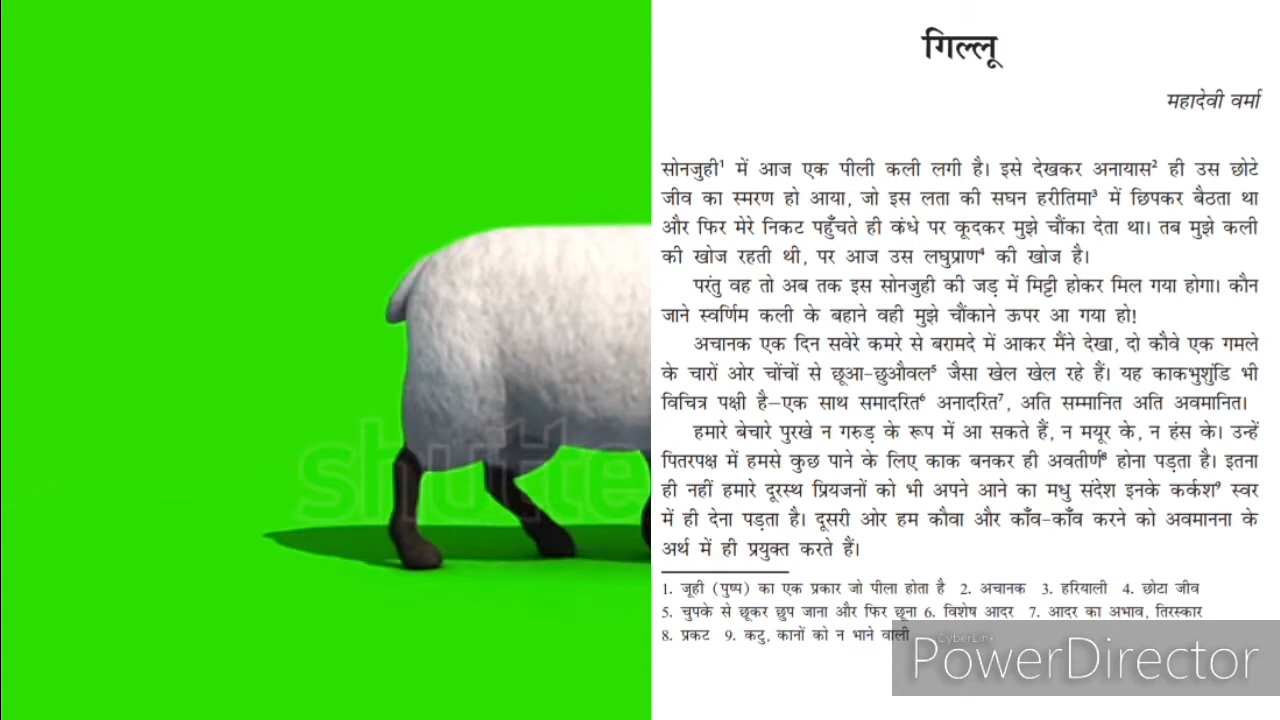 गिल्लू
महादेवी वर्मा
सोनजुही¹ में आज एक पीली कली लगी है। इसे देखकर अनायास² ही उस छोटे
जीव का स्मरण हो आया, जो इस लता की सघन हरीतिमा³ में छिपकर बैठता था
और फिर मेरे निकट पहुँचते ही कंधे पर कूदकर मुझे चौंका देता था। तब मुझे कली
की खोज रहती थी, पर आज उस लघुप्राण⁴ की खोज है।
परंतु वह तो अब तक इस सोनजुही की जड़ में मिट्टी होकर मिल गया होगा। कौन
जाने स्वर्णिम कली के बहाने वही मुझे चौंकाने ऊपर आ गया हो!
अचानक एक दिन सवेरे कमरे से बरामदे में आकर मैंने देखा, दो कौवे एक गमले
के चारों ओर चोंचों से छूआ-छुऔवल⁵ जैसा खेल खेल रहे हैं। यह काकभुशुंडि भी
विचित्र पक्षी है—एक साथ समादरित⁶ अनादरित⁷, अति सम्मानित अति अवमानित।
हमारे बेचारे पुरखे न गरुड़ के रूप में आ सकते हैं, न मयूर के, न हंस के। उन्हें
पितरपक्ष में हमसे कुछ पाने के लिए काक बनकर ही अवतीर्ण⁸ होना पड़ता है। इतना
ही नहीं हमारे दूरस्थ प्रियजनों को भी अपने आने का मधु संदेश इनके कर्कश⁹ स्वर
में ही देना पड़ता है। दूसरी ओर हम कौवा और काँव-काँव करने को अवमानना के
अर्थ में ही प्रयुक्त करते हैं।
1. जूही (पुष्प) का एक प्रकार जो पीला होता है 2. अचानक 3. हरियाली 4. छोटा जीव
5. चुपके से छूकर छुप जाना और फिर छूना 6. विशेष आदर 7. आदर का अभाव, तिरस्कार
8. प्रकट 9. कटु, कानों को न भाने वाली
CyberLink
PowerDirector
shutte